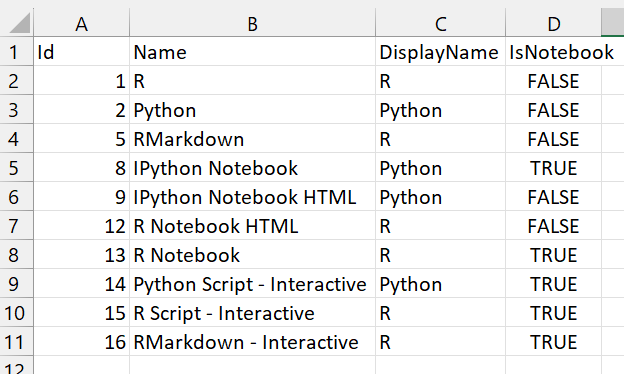 A B C D
1 Id Name DisplayName IsNotebook
2 1 R R FALSE
3 2 Python Python FALSE
4 5 RMarkdown R FALSE
5 8 IPython Notebook Python TRUE
6 9 IPython Notebook HTML Python FALSE
7 12 R Notebook HTML R FALSE
8 13 R Notebook R TRUE
9 14 Python Script - Interactive Python TRUE
10 15 R Script - Interactive R TRUE
11 16 RMarkdown - Interactive R TRUE
12